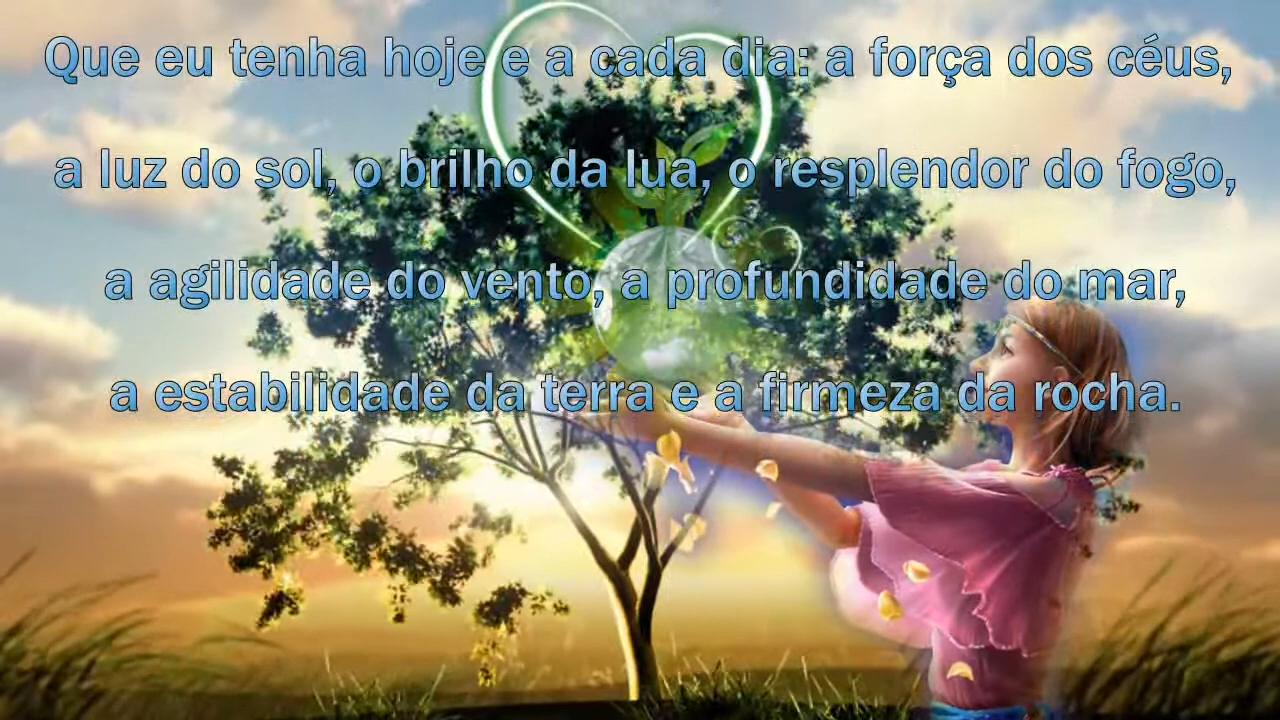 Que eu tenha hoje e a cada dia: a força dos céus,
a luz do sol, o brilho da lua, o resplendor do fogo,
a agilidade do vento, a profundidade do mar,
a estabilidade da terra e a firmeza da rocha.